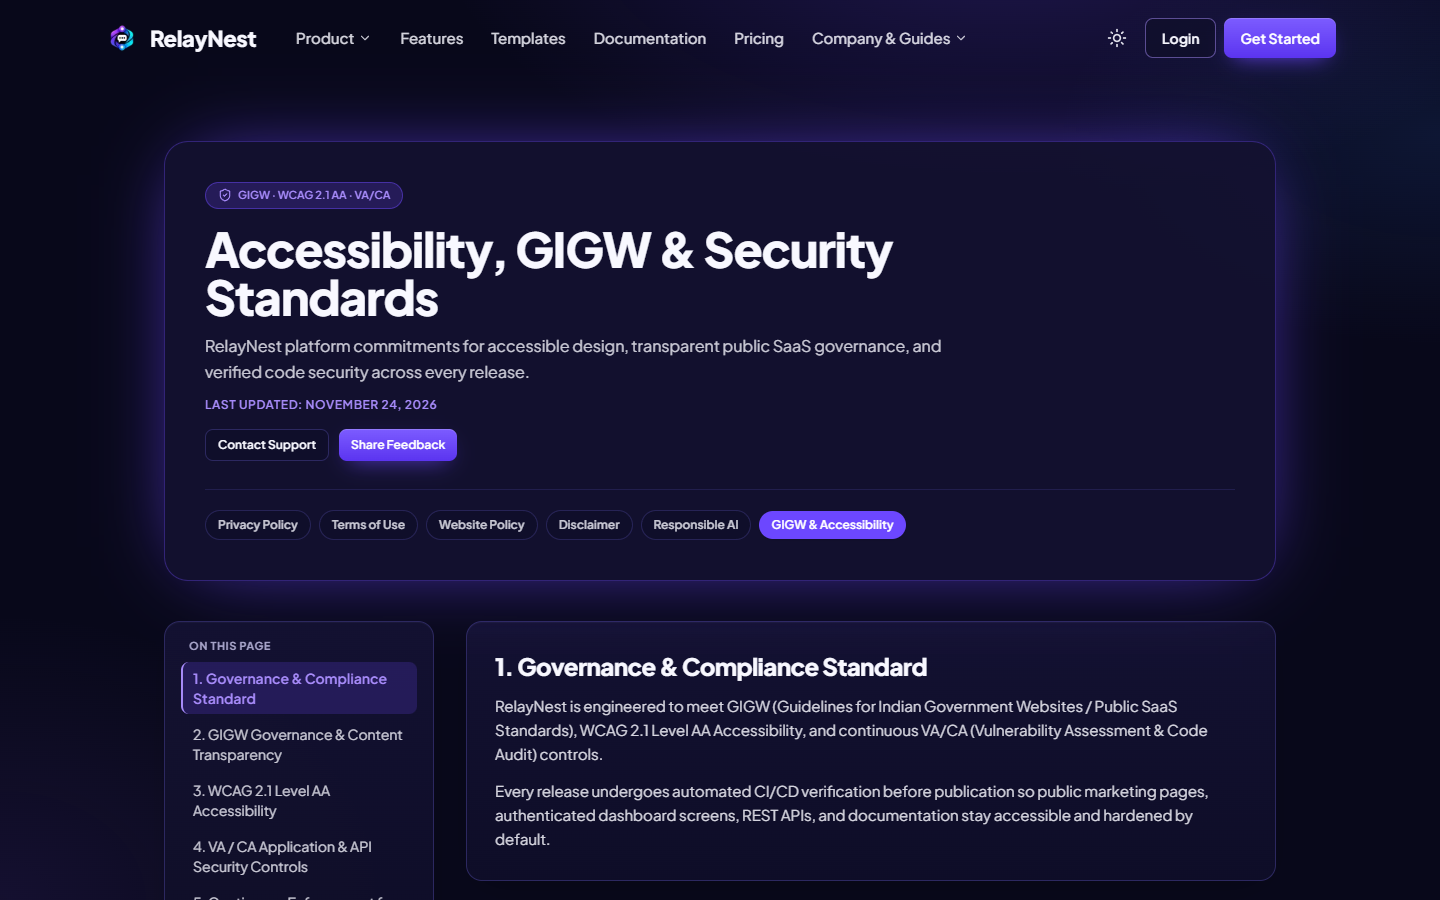 RelayNest
Product
Features
Templates
Documentation
Pricing
Company & Guides
Login
Get Started
GIGW · WCAG 2.1 AA · VA/CA
Accessibility, GIGW & Security
Standards
RelayNest platform commitments for accessible design, transparent public SaaS governance, and
verified code security across every release.
LAST UPDATED: NOVEMBER 24, 2026
Contact Support
Share Feedback
Privacy Policy
Terms of Use
Website Policy
Disclaimer
Responsible AI
GIGW & Accessibility
ON THIS PAGE
1. Governance & Compliance
Standard
2. GIGW Governance & Content
Transparency
3. WCAG 2.1 Level AA
Accessibility
4. VA / CA Application & API
Security Controls
1. Governance & Compliance Standard
RelayNest is engineered to meet GIGW (Guidelines for Indian Government Websites / Public SaaS
Standards), WCAG 2.1 Level AA Accessibility, and continuous VA/CA (Vulnerability Assessment & Code
Audit) controls.
Every release undergoes automated CI/CD verification before publication so public marketing pages,
authenticated dashboard screens, REST APIs, and documentation stay accessible and hardened by
default.